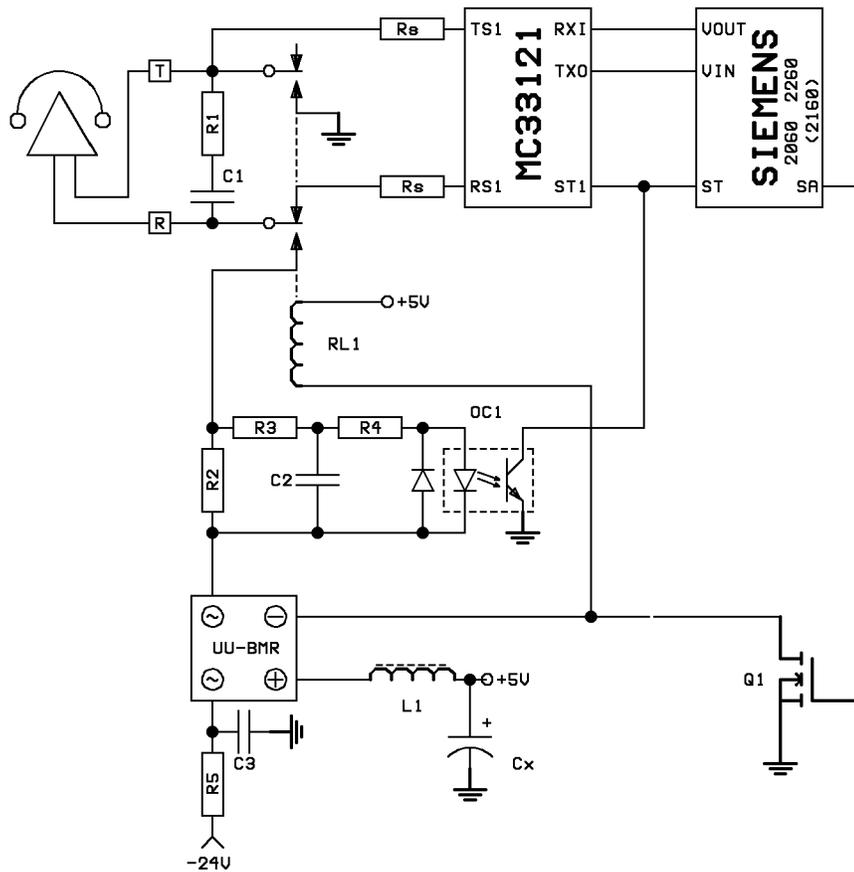 Rs
TS1
RXI
VOUT
T
TXO
VIN
R1
MC33121
SIEMENS
2060 2260
(2160)
C1
Rs
RS1
ST1
ST
SA
R
+5V
RL1
OC1
R3
R4
R2
C2
~
−
UU-BMR
~
+
+5V
Q1
L1
+
C3
Cx
R5
-24V